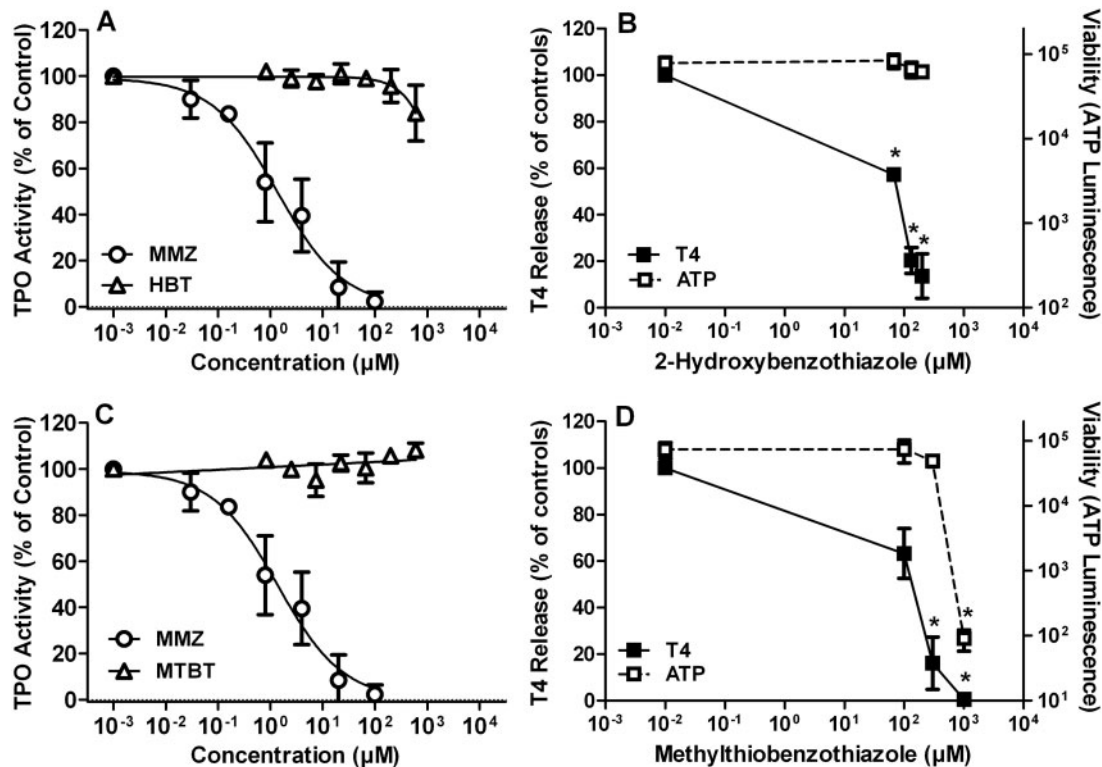 A
TPO Activity (% of Control)
120
100
80
60
40
20
0
MMZ
HBT
10-3 10-2 10-1 100 101 102 103 104
Concentration (µM)
B
T4 Release (% of controls)
120
100
80
60
40
20
0
* * *
T4
ATP
10-3 10-2 10-1 100 101 102 103 104
2-Hydroxybenzothiazole (µM)
105
104
103
102
Viability (ATP Luminescence)
C
TPO Activity (% of Control)
120
100
80
60
40
20
0
MMZ
MTBT
10-3 10-2 10-1 100 101 102 103 104
Concentration (µM)
D
T4 Release (% of controls)
120
100
80
60
40
20
0
* * *
T4
ATP
10-3 10-2 10-1 100 101 102 103 104
Methylthiobenzothiazole (µM)
105
104
103
102
101
Viability (ATP Luminescence)